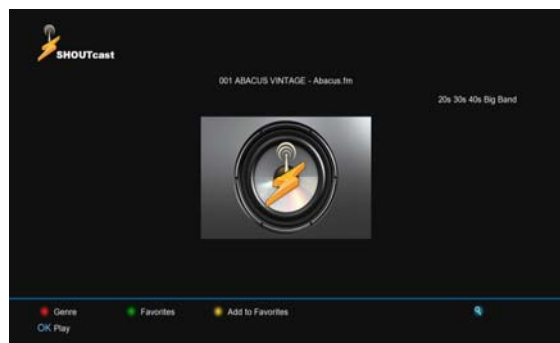 SHOUTcast
001 ABACUS VINTAGE - Abacus.fm
20s 30s 40s Big Band
Genre Favorites Add to Favorites
OK Play